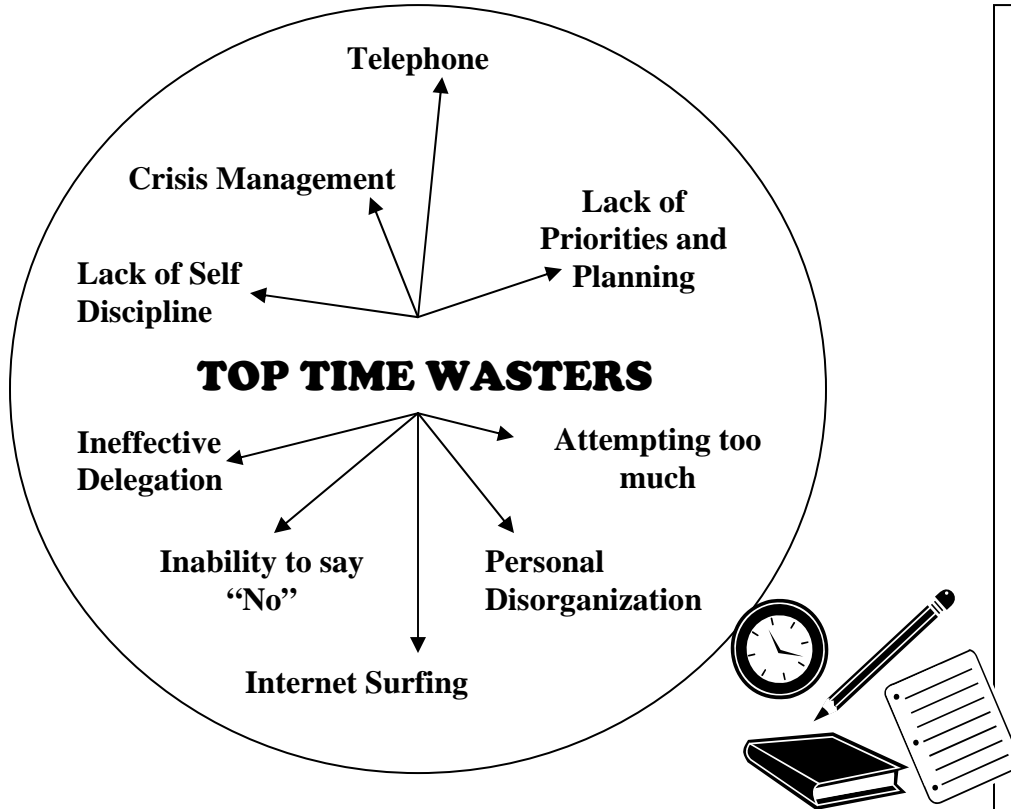 Telephone
Crisis Management
Lack of
Priorities and
Planning
Lack of Self
Discipline
TOP TIME WASTERS
Ineffective
Delegation
Attempting too
much
Inability to say
“No”
Personal
Disorganization
Internet Surfing